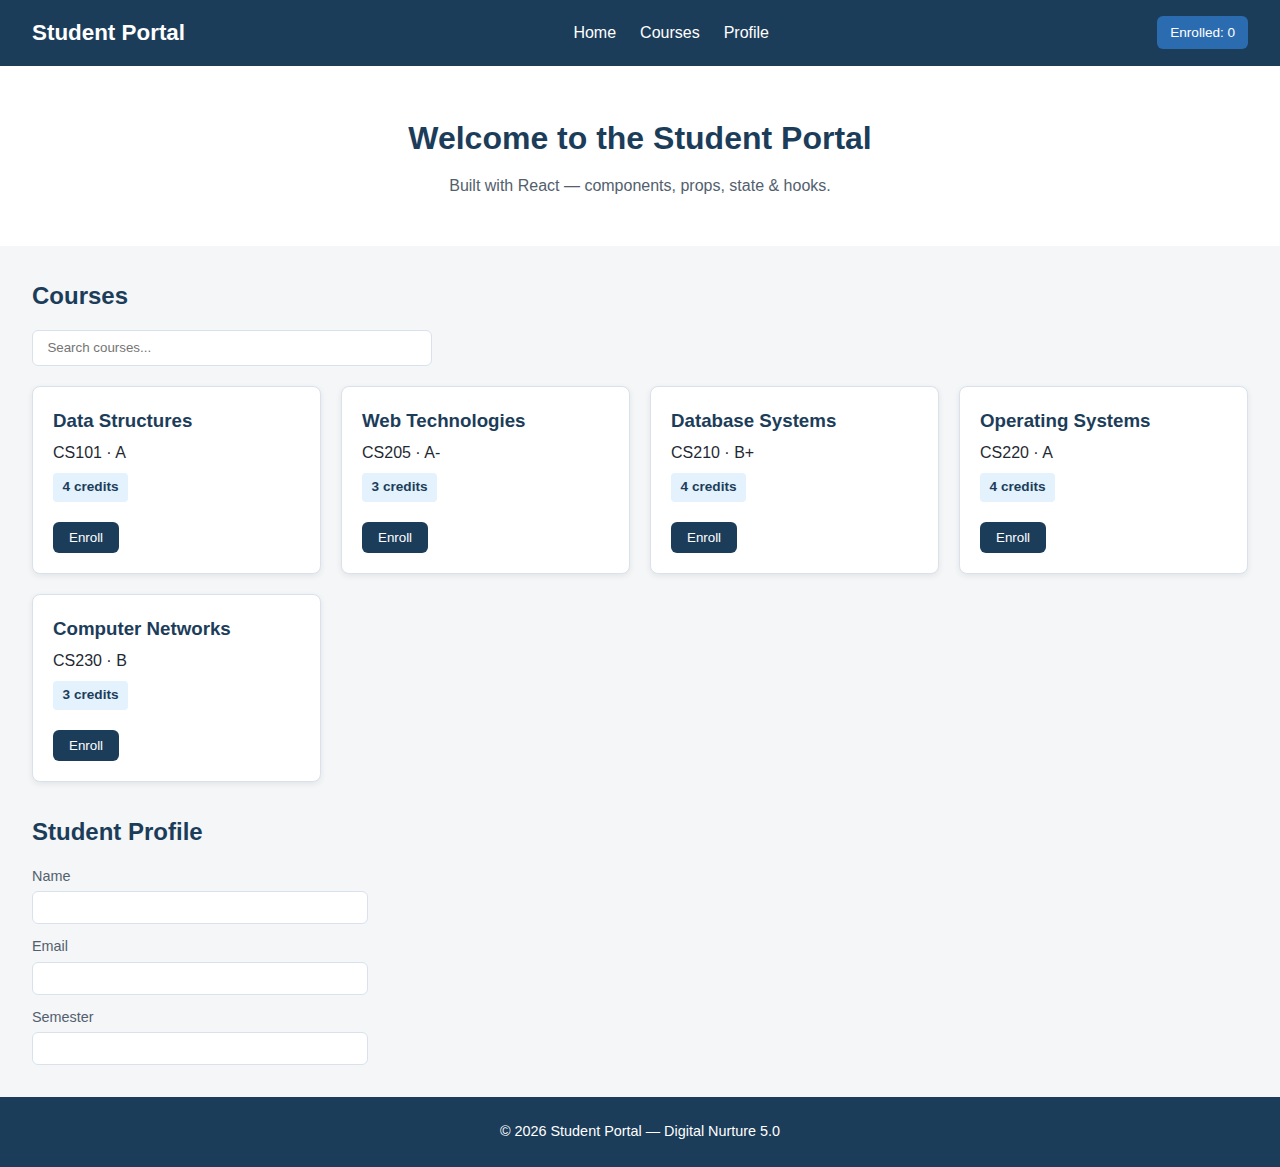 Student Portal
Home Courses Profile
Enrolled: 0
Welcome to the Student Portal
Built with React — components, props, state & hooks.
Courses
Search courses...
Data Structures
CS101 · A
4 credits
Enroll
Web Technologies
CS205 · A-
3 credits
Enroll
Database Systems
CS210 · B+
4 credits
Enroll
Operating Systems
CS220 · A
4 credits
Enroll
Computer Networks
CS230 · B
3 credits
Enroll
Student Profile
Name
Email
Semester
© 2026 Student Portal — Digital Nurture 5.0